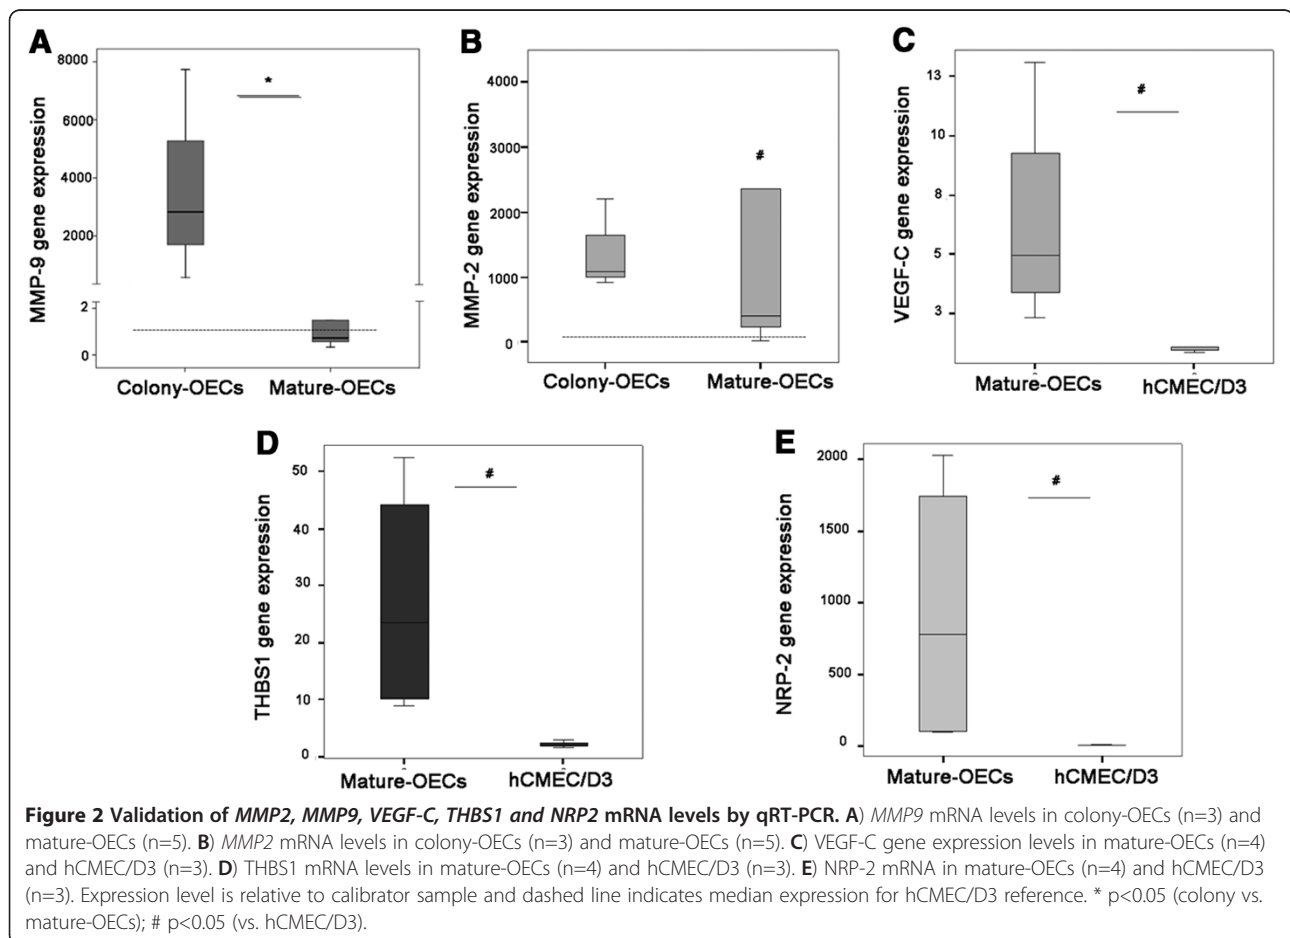 A
MMP-9 gene expression
8000
6000
4000
2000
2
0
*
Colony-OECs Mature-OECs
B
MMP-2 gene expression
4000
3000
2000
1000
0
#
Colony-OECs Mature-OECs
C
VEGF-C gene expression
13
10
8
5
3
#
Mature-OECs hCMEC/D3
D
THBS1 gene expression
50
40
30
20
10
0
#
Mature-OECs hCMEC/D3
E
NRP-2 gene expression
2000
1500
1000
500
0
#
Mature-OECs hCMEC/D3
Figure 2 Validation of MMP2, MMP9, VEGF-C, THBS1 and NRP2 mRNA levels by qRT-PCR. A) MMP9 mRNA levels in colony-OECs (n=3) and
mature-OECs (n=5). B) MMP2 mRNA levels in colony-OECs (n=3) and mature-OECs (n=5). C) VEGF-C gene expression levels in mature-OECs (n=4)
and hCMEC/D3 (n=3). D) THBS1 mRNA levels in mature-OECs (n=4) and hCMEC/D3 (n=3). E) NRP-2 mRNA in mature-OECs (n=4) and hCMEC/D3
(n=3). Expression level is relative to calibrator sample and dashed line indicates median expression for hCMEC/D3 reference. * p<0.05 (colony vs.
mature-OECs); # p<0.05 (vs. hCMEC/D3).